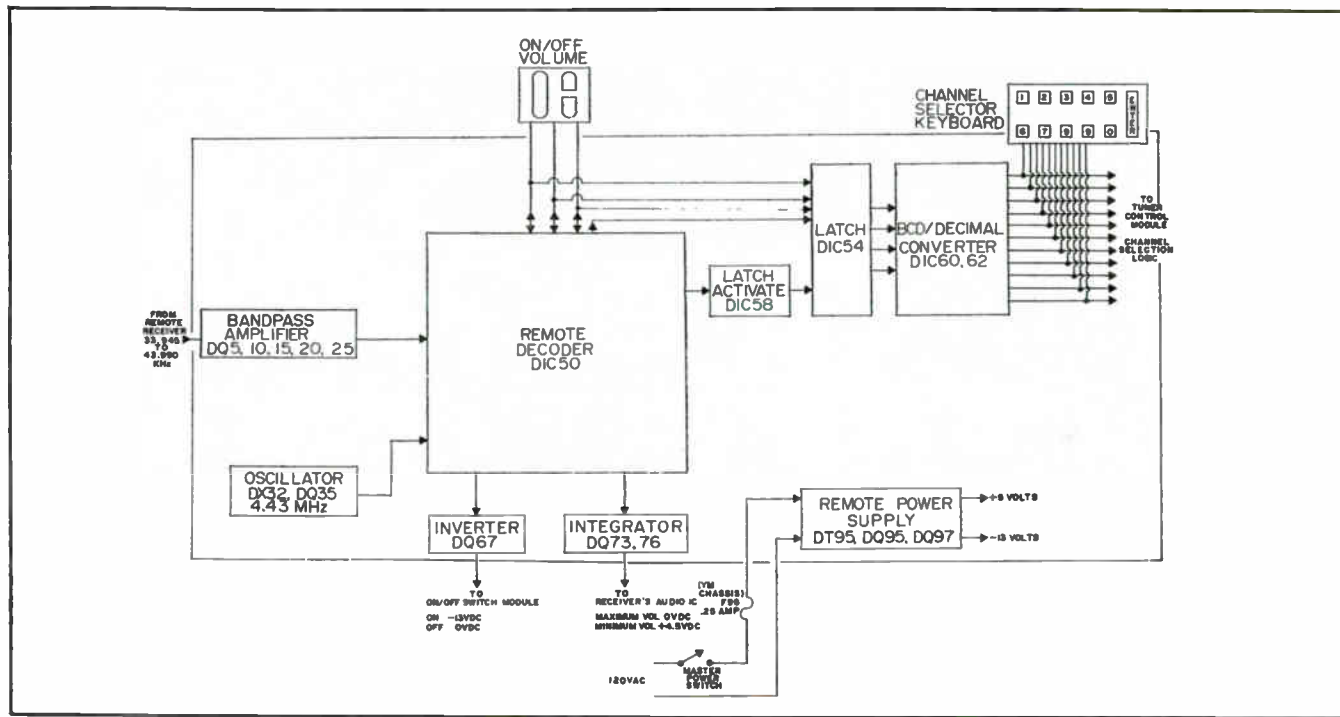 ON/OFF
VOLUME
CHANNEL
SELECTOR
KEYBOARD
1 2 3 4 5
ENTER
6 7 8 9 0
LATCH
DIC54
BCD/DECIMAL
CONVERTER
DIC60, 62
TO
TUNER
CONTROL
MODULE
CHANNEL
SELECTION
LOGIC
LATCH
ACTIVATE
DIC58
FROM
REMOTE
RECEIVER
33,945
TO
43,990
KHz
BANDPASS
AMPLIFIER
DQ5, 10, 15, 20, 25
REMOTE
DECODER
DIC50
OSCILLATOR
DX32, DQ35
4.43 MHz
INVERTER
DQ67
INTEGRATOR
DQ73, 76
REMOTE POWER
SUPPLY
DT95, DQ95, DQ97
VOLTS
-13 VOLTS
TO
ON/OFF SWITCH MODULE
ON -13VDC
OFF 0VDC
TO
RECEIVER'S AUDIO IC
MAXIMUM VOL 0VDC
MINIMUM VOL +4.5VDC
(YM
CHASSIS)
F96
.25 AMP
120VAC
MASTER
POWER
SWITCH